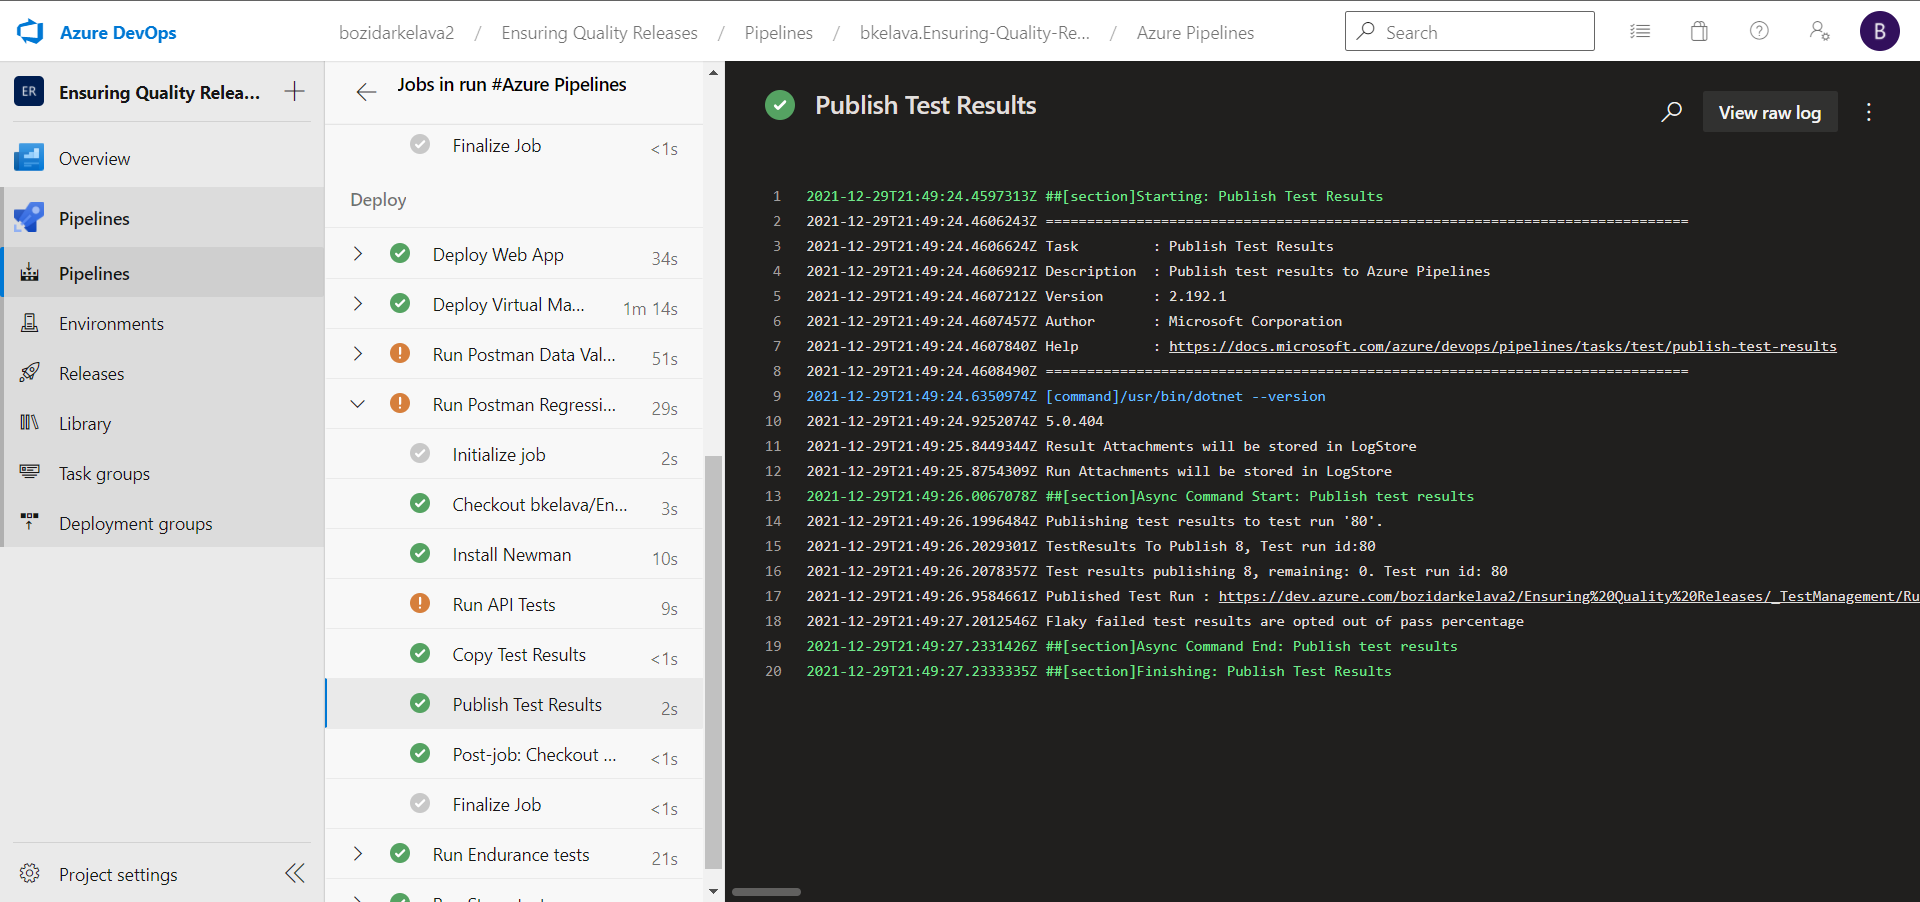 Azure DevOps
bozidarkelava2 / Ensuring Quality Releases / Pipelines / bkelava.Ensuring-Quality-Re... / Azure Pipelines
Search
B
ER
Ensuring Quality Relea...
Overview
Pipelines
Pipelines
Environments
Releases
Library
Task groups
Deployment groups
Project settings
Jobs in run #Azure Pipelines
Finalize Job <1s
Deploy
Deploy Web App 34s
Deploy Virtual Ma... 1m 14s
Run Postman Data Val... 51s
Run Postman Regressi... 29s
Initialize job 2s
Checkout bkelava/En... 3s
Install Newman 10s
Run API Tests 9s
Copy Test Results <1s
Publish Test Results 2s
Post-job: Checkout ... <1s
Finalize Job <1s
Run Endurance tests 21s
Publish Test Results
View raw log
1 2021-12-29T21:49:24.4597313Z ##[section]Starting: Publish Test Results
2 2021-12-29T21:49:24.4606243Z ==============================================================================
3 2021-12-29T21:49:24.4606624Z Task : Publish Test Results
4 2021-12-29T21:49:24.4606921Z Description : Publish test results to Azure Pipelines
5 2021-12-29T21:49:24.4607212Z Version : 2.192.1
6 2021-12-29T21:49:24.4607457Z Author : Microsoft Corporation
7 2021-12-29T21:49:24.4607840Z Help : https://docs.microsoft.com/azure/devops/pipelines/tasks/test/publish-test-results
8 2021-12-29T21:49:24.4608490Z ==============================================================================
9 2021-12-29T21:49:24.6350974Z [command]/usr/bin/dotnet --version
10 2021-12-29T21:49:24.9252074Z 5.0.404
11 2021-12-29T21:49:25.8449344Z Result Attachments will be stored in LogStore
12 2021-12-29T21:49:25.8754309Z Run Attachments will be stored in LogStore
13 2021-12-29T21:49:26.0067078Z ##[section]Async Command Start: Publish test results
14 2021-12-29T21:49:26.1996484Z Publishing test results to test run '80'.
15 2021-12-29T21:49:26.2029301Z TestResults To Publish 8, Test run id:80
16 2021-12-29T21:49:26.2078357Z Test results publishing 8, remaining: 0. Test run id: 80
17 2021-12-29T21:49:26.9584661Z Published Test Run : https://dev.azure.com/bozidarkelava2/Ensuring%20Quality%20Releases/_TestManagement/Ru
18 2021-12-29T21:49:27.2012546Z Flaky failed test results are opted out of pass percentage
19 2021-12-29T21:49:27.2331426Z ##[section]Async Command End: Publish test results
20 2021-12-29T21:49:27.2333335Z ##[section]Finishing: Publish Test Results